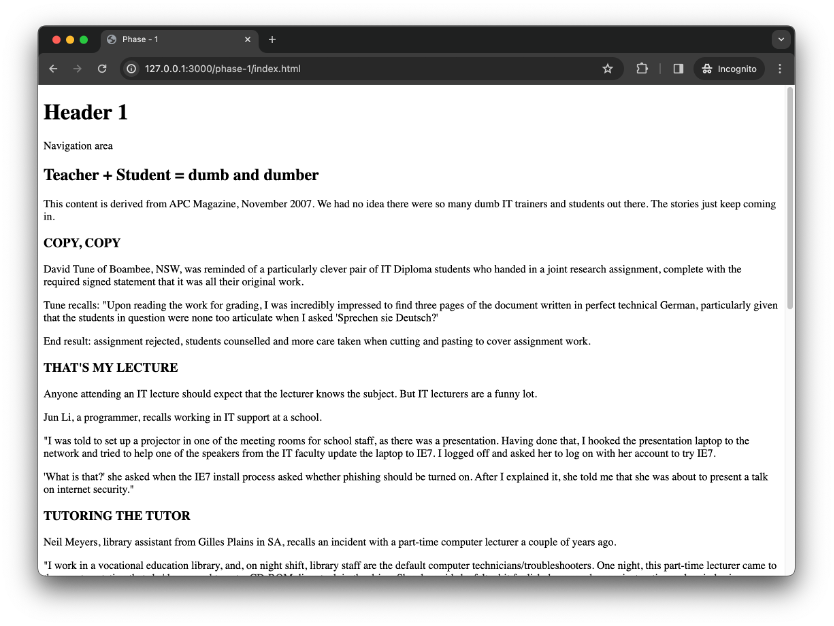 Phase - 1
127.0.0.1:3000/phase-1/index.html
Incognito
Header 1
Navigation area
Teacher + Student = dumb and dumber
This content is derived from APC Magazine, November 2007. We had no idea there were so many dumb IT trainers and students out there. The stories just keep coming
in.
COPY, COPY
David Tune of Boambee, NSW, was reminded of a particularly clever pair of IT Diploma students who handed in a joint research assignment, complete with the
required signed statement that it was all their original work.
Tune recalls: "Upon reading the work for grading, I was incredibly impressed to find three pages of the document written in perfect technical German, particularly given
that the students in question were none too articulate when I asked 'Sprechen sie Deutsch?'
End result: assignment rejected, students counselled and more care taken when cutting and pasting to cover assignment work.
THAT'S MY LECTURE
Anyone attending an IT lecture should expect that the lecturer knows the subject. But IT lecturers are a funny lot.
Jun Li, a programmer, recalls working in IT support at a school.
"I was told to set up a projector in one of the meeting rooms for school staff, as there was a presentation. Having done that, I hooked the presentation laptop to the
network and tried to help one of the speakers from the IT faculty update the laptop to IE7. I logged off and asked her to log on with her account to try IE7.
'What is that?' she asked when the IE7 install process asked whether phishing should be turned on. After I explained it, she told me that she was about to present a talk
on internet security."
TUTORING THE TUTOR
Neil Meyers, library assistant from Gilles Plains in SA, recalls an incident with a part-time computer lecturer a couple of years ago.
"I work in a vocational education library, and, on night shift, library staff are the default computer technicians/troubleshooters. One night, this part-time lecturer came to